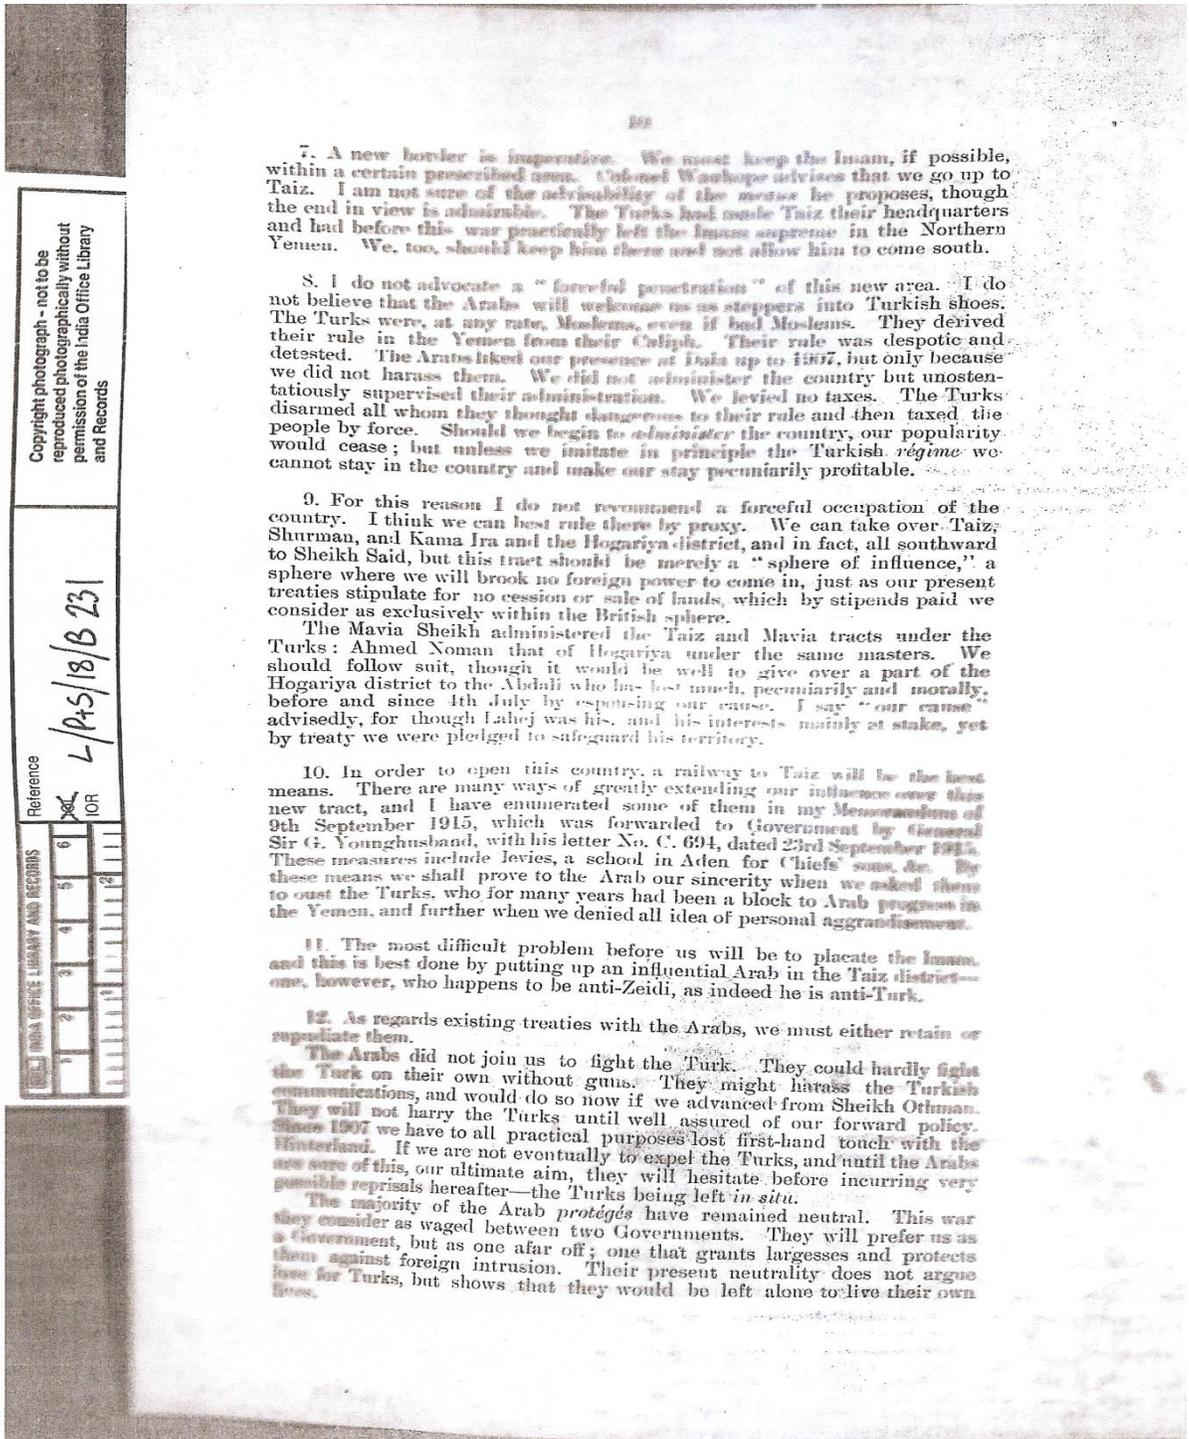 7. A new border is imperative. We must keep the Imam, if possible,
within a certain prescribed area. Colonel Wauhope advises that we go up to
Taiz. I am not sure of the advisability of the means he proposes, though
the end in view is admirable. The Turks had made Taiz their headquarters
and had before this war practically left the Imam supreme in the Northern
Yemen. We, too, should keep him there and not allow him to come south.
8. I do not advocate a "forceful penetration" of this new area. I do
not believe that the Arabs will welcome us as steppers into Turkish shoes.
The Turks were, at any rate, Moslems, even if bad Moslems. They derived
their rule in the Yemen from their Caliph. Their rule was despotic and
detested. The Arabs liked our presence at Dala up to 1907, but only because
we did not harass them. We did not administer the country but unosten-
tatiously supervised their administration. We levied no taxes. The Turks
disarmed all whom they thought dangerous to their rule and then taxed the
people by force. Should we begin to administer the country, our popularity
would cease; but unless we imitate in principle the Turkish régime we
cannot stay in the country and make our stay pecuniarily profitable.
9. For this reason I do not recommend a forceful occupation of the
country. I think we can best rule there by proxy. We can take over Taiz,
Shurman, and Kama Ira and the Hogariya district, and in fact, all southward
to Sheikh Said, but this tract should be merely a "sphere of influence," a
sphere where we will brook no foreign power to come in, just as our present
treaties stipulate for no cession or sale of lands, which by stipends paid we
consider as exclusively within the British sphere.
The Mavia Sheikh administered the Taiz and Mavia tracts under the
Turks: Ahmed Noman that of Hogariya under the same masters. We
should follow suit, though it would be well to give over a part of the
Hogariya district to the Abdali who has lost much, pecuniarily and morally,
before and since 4th July by espousing our cause. I say "our cause"
advisedly, for though Lahej was his, and his interests mainly at stake, yet
by treaty we were pledged to safeguard his territory.
10. In order to open this country, a railway to Taiz will be the best
means. There are many ways of greatly extending our influence over this
new tract, and I have enumerated some of them in my Memorandum of
9th September 1915, which was forwarded to Government by General
Sir G. Younghusband, with his letter No. C. 694, dated 23rd September 1915.
These measures include levies, a school in Aden for Chiefs' sons, &c. By
these means we shall prove to the Arab our sincerity when we asked them
to oust the Turks, who for many years had been a block to Arab progress in
the Yemen, and further when we denied all idea of personal aggrandisement.
11. The most difficult problem before us will be to placate the Imam,
and this is best done by putting up an influential Arab in the Taiz district—
one, however, who happens to be anti-Zeidi, as indeed he is anti-Turk.
12. As regards existing treaties with the Arabs, we must either retain or
repudiate them.
The Arabs did not join us to fight the Turk. They could hardly fight
the Turk on their own without guns. They might harass the Turkish
communications, and would do so now if we advanced from Sheikh Othman.
They will not harry the Turks until well assured of our forward policy.
Since 1907 we have to all practical purposes lost first-hand touch with the
Hinterland. If we are not eventually to expel the Turks, and until the Arabs
are sure of this, our ultimate aim, they will hesitate before incurring very
possible reprisals hereafter—the Turks being left in situ.
The majority of the Arab protégés have remained neutral. This war
they consider as waged between two Governments. They will prefer us as
a Government, but as one afar off; one that grants largesses and protects
them against foreign intrusion. Their present neutrality does not argue
love for Turks, but shows that they would be left alone to live their own
lives.
Copyright photograph - not to be
reproduced photographically without
permission of the India Office Library
and Records
Reference
IOR L/P+S/18/B 231
INDIA OFFICE LIBRARY AND RECORDS
1 2 3 4 5 6
1 2